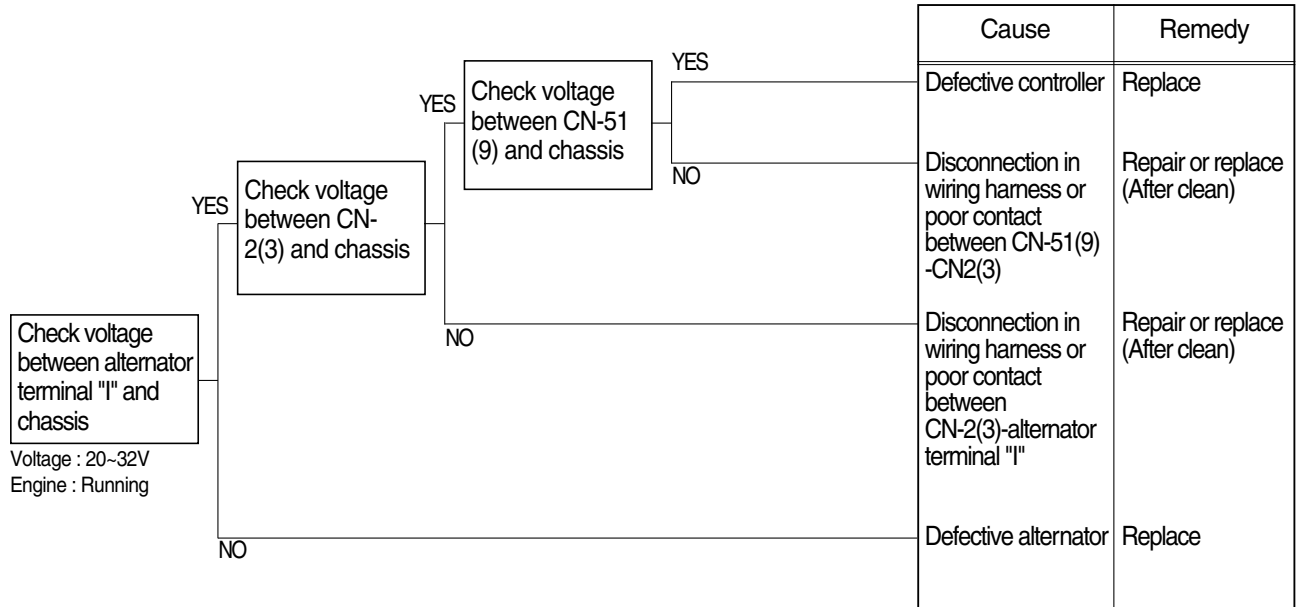 Check voltage
between alternator
terminal "I" and
chassis
Voltage : 20~32V
Engine : Running
YES
NO
Check voltage
between CN-
2(3) and chassis
YES
NO
Check voltage
between CN-51
(9) and chassis
YES
NO
Cause
Remedy
Defective controller
Replace
Disconnection in
wiring harness or
poor contact
between CN-51(9)
-CN2(3)
Repair or replace
(After clean)
Disconnection in
wiring harness or
poor contact
between
CN-2(3)-alternator
terminal "I"
Repair or replace
(After clean)
Defective alternator
Replace